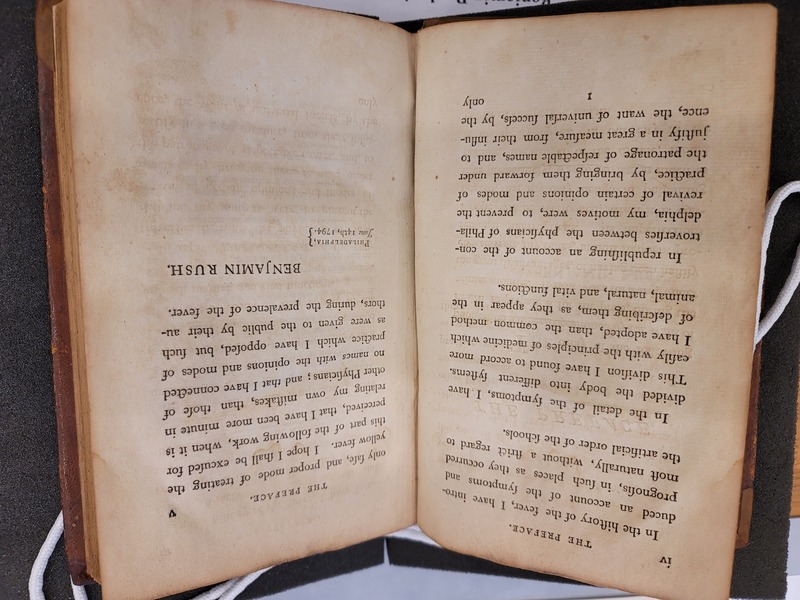 iv
THE PREFACE.
In the hiſtory of the fever, I have intro-
duced an account of the ſymptoms and
prognoſis, in ſuch places as they occurred
moſt naturally, without a ſtrict regard to
the artificial order of the ſchools.
In the detail of the ſymptoms, I have
divided the body into different ſyſtems.
This diviſion I have found to accord more
eaſily with the principles of medicine which
I have adopted, than the common method
of deſcribing them, as they appear in the
animal, natural, and vital functions.
In republiſhing an account of the con-
troverſies between the phyſicians of Phila-
delphia, my motives were, to prevent the
revival of certain opinions and modes of
practice, by bringing them forward under
the patronage of reſpectable names, and to
juſtify in a great meaſure, from their influ-
ence, the want of univerſal ſucceſs, by the
1
only
v
THE PREFACE.
only ſafe, and proper mode of treating the
yellow fever. I hope I ſhall be excuſed for
this part of the following work, when it is
perceived, that I have been more minute in
relating my own miſtakes, than thoſe of
other Phyſicians; and that I have connected
no names with the opinions and modes of
practice which I have oppoſed, but ſuch
as were given to the public by their au-
thors, during the prevalence of the fever.
BENJAMIN RUSH.
PHILADELPHIA,
June 14th, 1794.